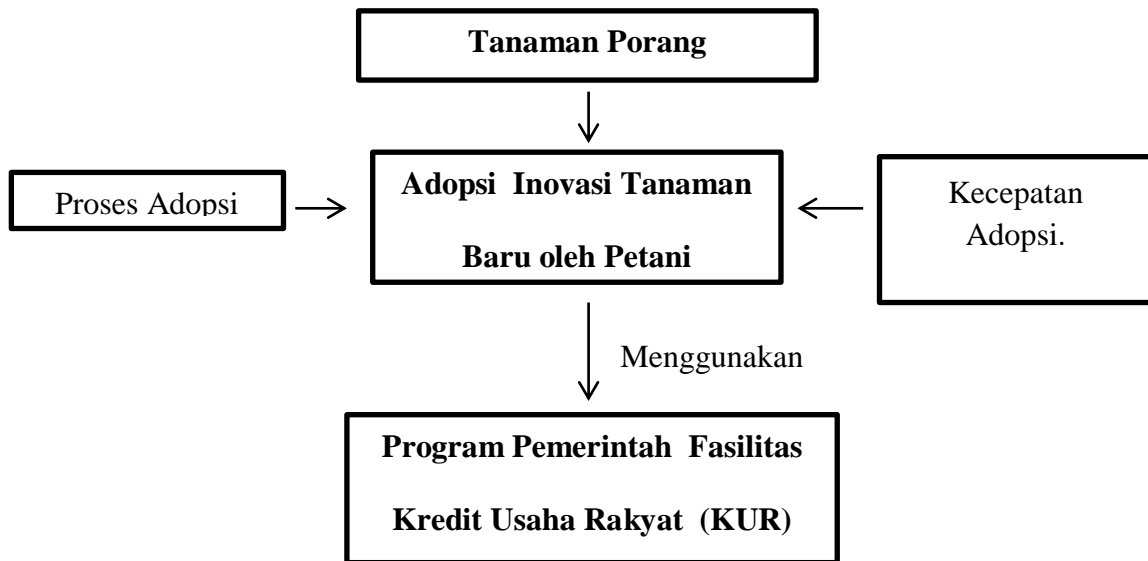 Tanaman Porang
Adopsi Inovasi Tanaman
Baru oleh Petani
Proses Adopsi
Kecepatan
Adopsi.
Menggunakan
Program Pemerintah Fasilitas
Kredit Usaha Rakyat (KUR)